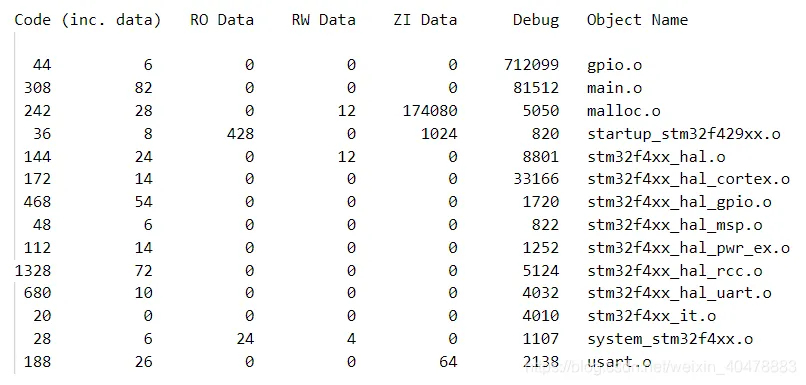 Code (inc. data) RO Data RW Data ZI Data Debug Object Name
44 6 0 0 0 712099 gpio.o
308 82 0 0 0 81512 main.o
242 28 0 12 174080 5050 malloc.o
36 8 428 0 1024 820 startup_stm32f429xx.o
144 24 0 12 0 8801 stm32f4xx_hal.o
172 14 0 0 0 33166 stm32f4xx_hal_cortex.o
468 54 0 0 0 1720 stm32f4xx_hal_gpio.o
48 6 0 0 0 822 stm32f4xx_hal_msp.o
112 14 0 0 0 1252 stm32f4xx_hal_pwr_ex.o
1328 72 0 0 0 5124 stm32f4xx_hal_rcc.o
680 10 0 0 0 4032 stm32f4xx_hal_uart.o
20 0 0 0 0 4010 stm32f4xx_it.o
28 6 24 4 0 1107 system_stm32f4xx.o
188 26 0 0 64 2138 usart.o
https://blog.csdn.net/weixin_40478883